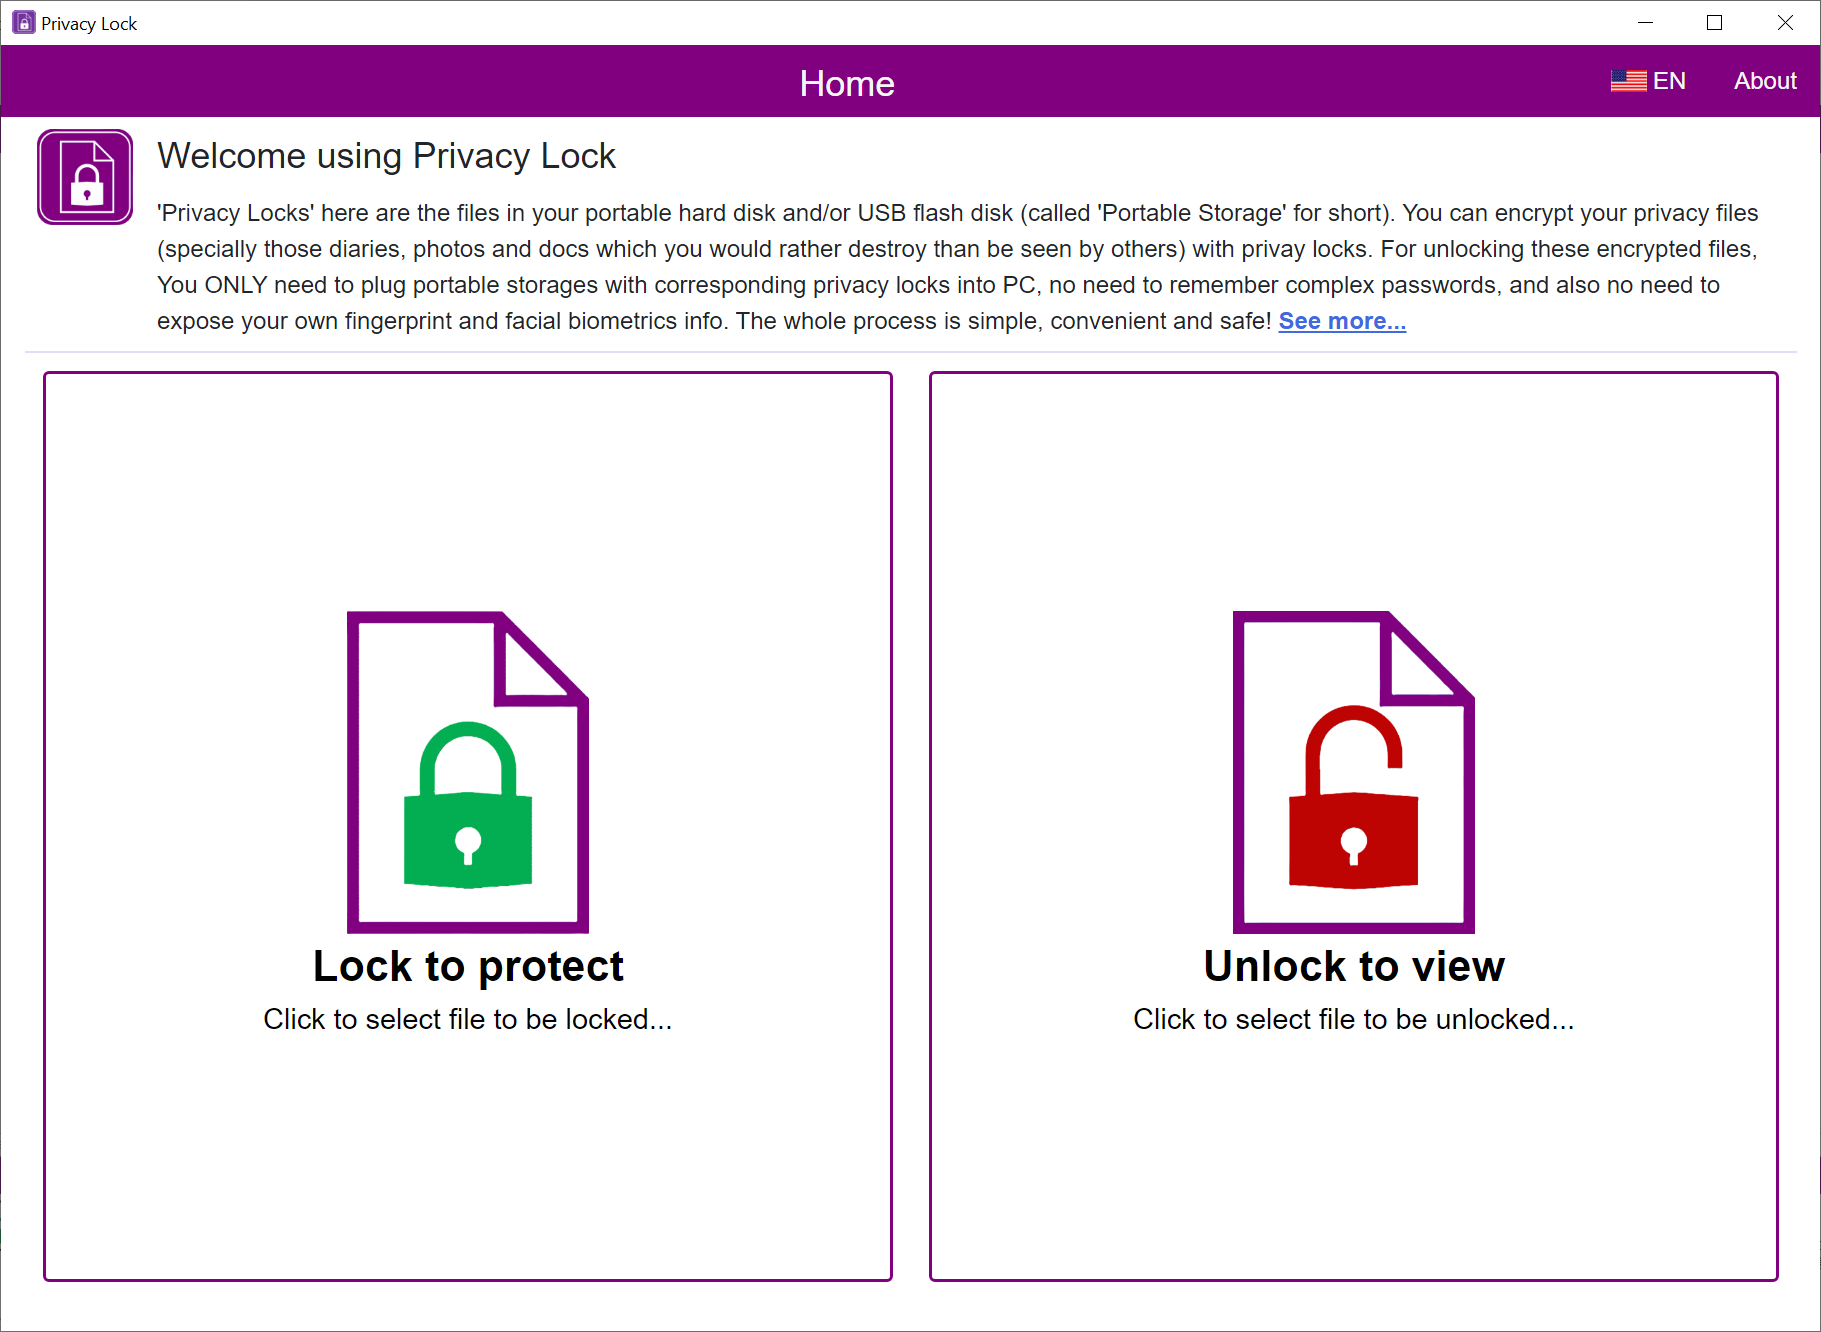 Privacy Lock
Home
EN
About
Welcome using Privacy Lock
'Privacy Locks' here are the files in your portable hard disk and/or USB flash disk (called 'Portable Storage' for short). You can encrypt your privacy files
(specially those diaries, photos and docs which you would rather destroy than be seen by others) with privay locks. For unlocking these encrypted files,
You ONLY need to plug portable storages with corresponding privacy locks into PC, no need to remember complex passwords, and also no need to
expose your own fingerprint and facial biometrics info. The whole process is simple, convenient and safe! See more...
Lock to protect
Click to select file to be locked...
Unlock to view
Click to select file to be unlocked...